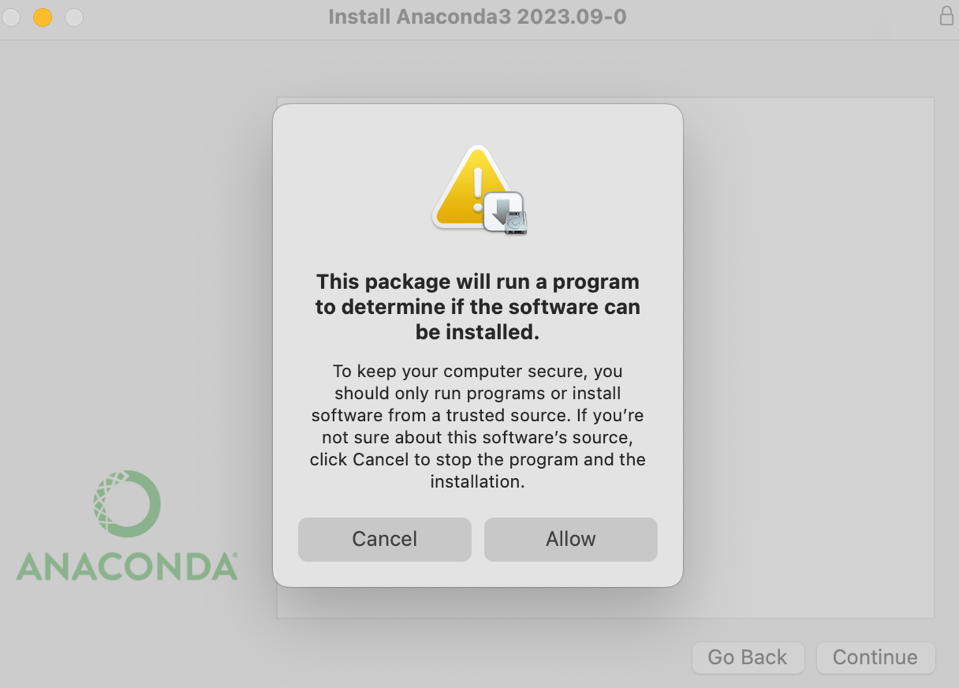 Install Anaconda3 2023.09-0
This package will run a program
to determine if the software can
be installed.
To keep your computer secure, you
should only run programs or install
software from a trusted source. If you’re
not sure about this software’s source,
click Cancel to stop the program and the
installation.
Cancel
Allow
ANACONDA®
Go Back
Continue